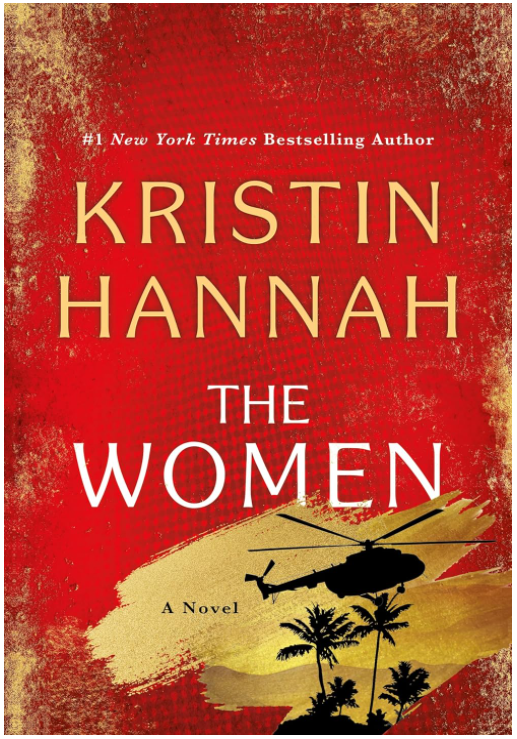 #1 New York Times Bestselling Author
KRISTIN
HANNAH
THE
WOMEN
A Novel